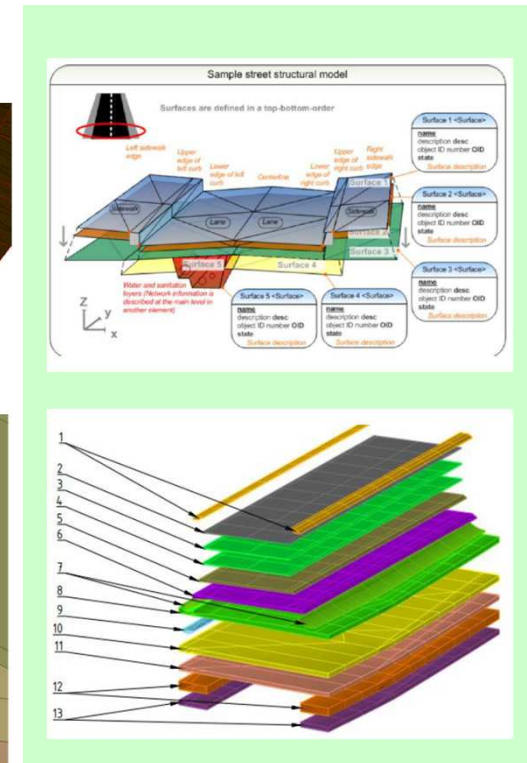 Sample street structural model
Surfaces are defined in a top-bottom-order
Left sidewalk
edge
Upper
edge of
left curb
Lower
edge of left
curb
Centerline
Lower
edge of
right curb
Upper
edge of
right curb
Right
sidewalk
edge
Sidewalk
Lane
Lane
Sidewalk
Surface 1
Surface 2
Surface 3
Surface 4
Surface 5
Water and sanitation
layers (Network information is
described at the main level in
another element)
Z
y
x
Surface 1 <Surface>
name
description desc
object ID number OID
state
Surface description
Surface 2 <Surface>
name
description desc
object ID number OID
state
Surface description
Surface 3 <Surface>
name
description desc
object ID number OID
state
Surface description
Surface 5 <Surface>
name
description desc
object ID number OID
state
Surface description
Surface 4 <Surface>
name
description desc
object ID number OID
state
Surface description
1
2
3
4
5
6
7
8
9
10
11
12
13